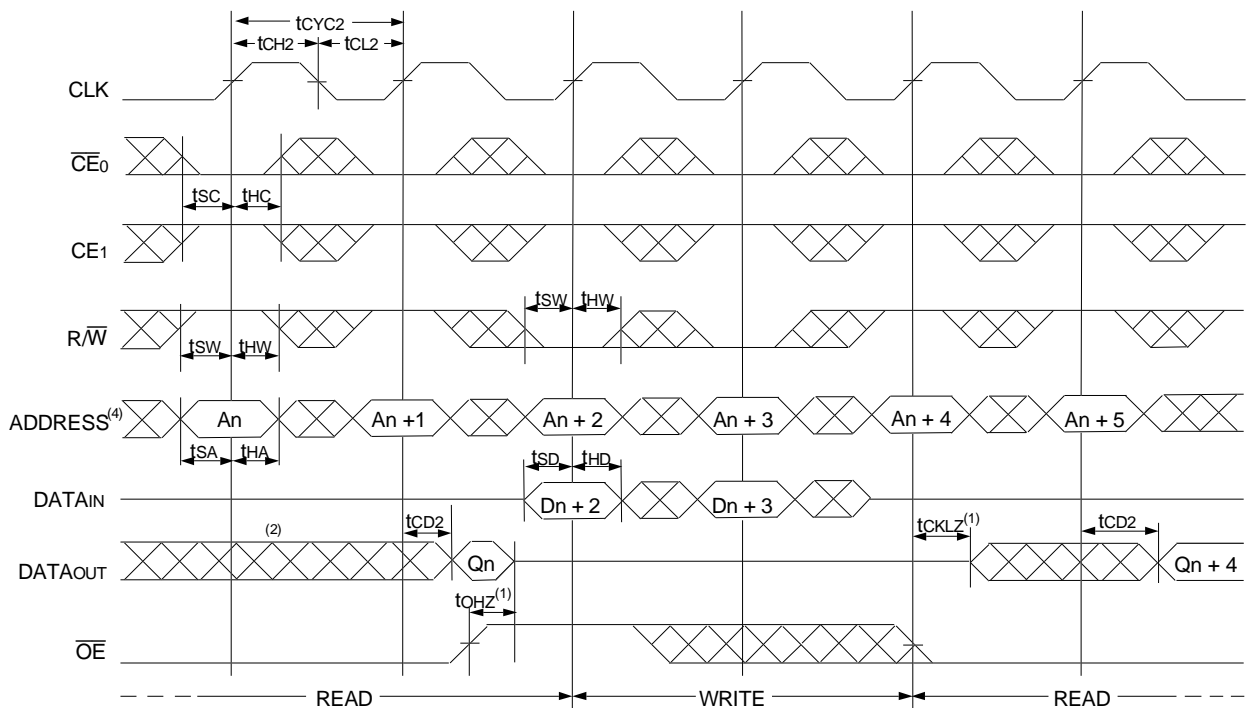 tCYC2
tCH2 tCL2
CLK
CE0
tSC tHC
CE1
tSW tHW
R/W
tSW tHW
ADDRESS(4) An An +1 An + 2 An + 3 An + 4 An + 5
tSA tHA tSD tHD
DATAIN Dn + 2 Dn + 3
(2) tCD2 tCKLZ(1) tCD2
DATAOUT Qn Qn + 4
tOHZ(1)
OE
READ WRITE READ